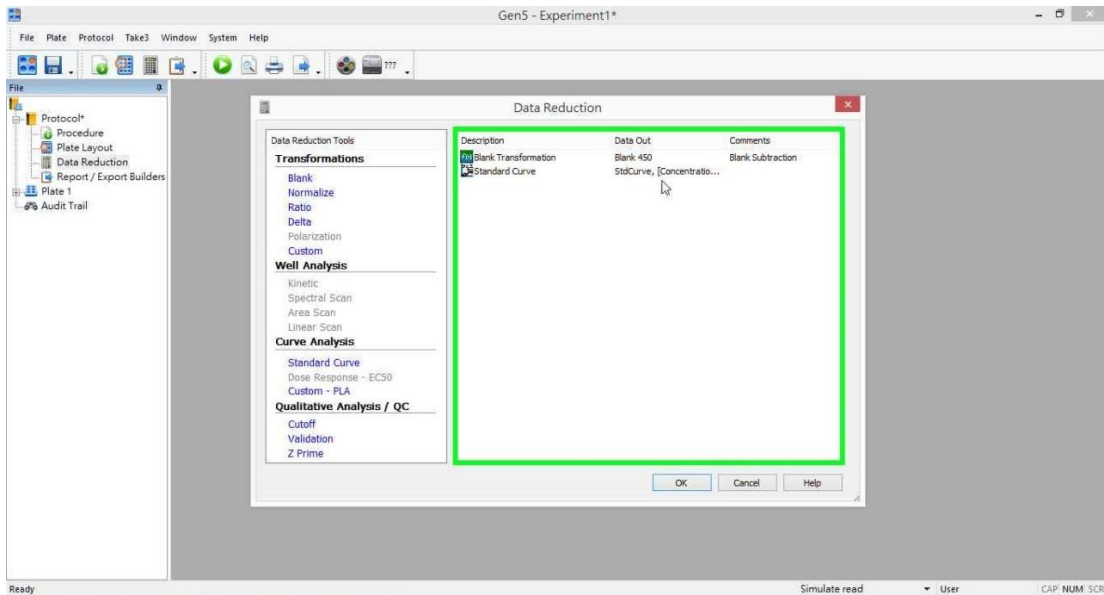 Gen5 - Experiment1*
File Plate Protocol Take3 Window System Help
???
File
Protocol*
Procedure
Plate Layout
Data Reduction
Report / Export Builders
Plate 1
Audit Trail
Data Reduction
Data Reduction Tools
Transformations
Blank
Normalize
Ratio
Delta
Polarization
Custom
Well Analysis
Kinetic
Spectral Scan
Area Scan
Linear Scan
Curve Analysis
Standard Curve
Dose Response - EC50
Custom - PLA
Qualitative Analysis / QC
Cutoff
Validation
Z Prime
Description Data Out Comments
Blank Transformation Blank 450 Blank Subtraction
Standard Curve StdCurve, [Concentratio...
OK Cancel Help
Ready Simulate read User CAP NUM SCR